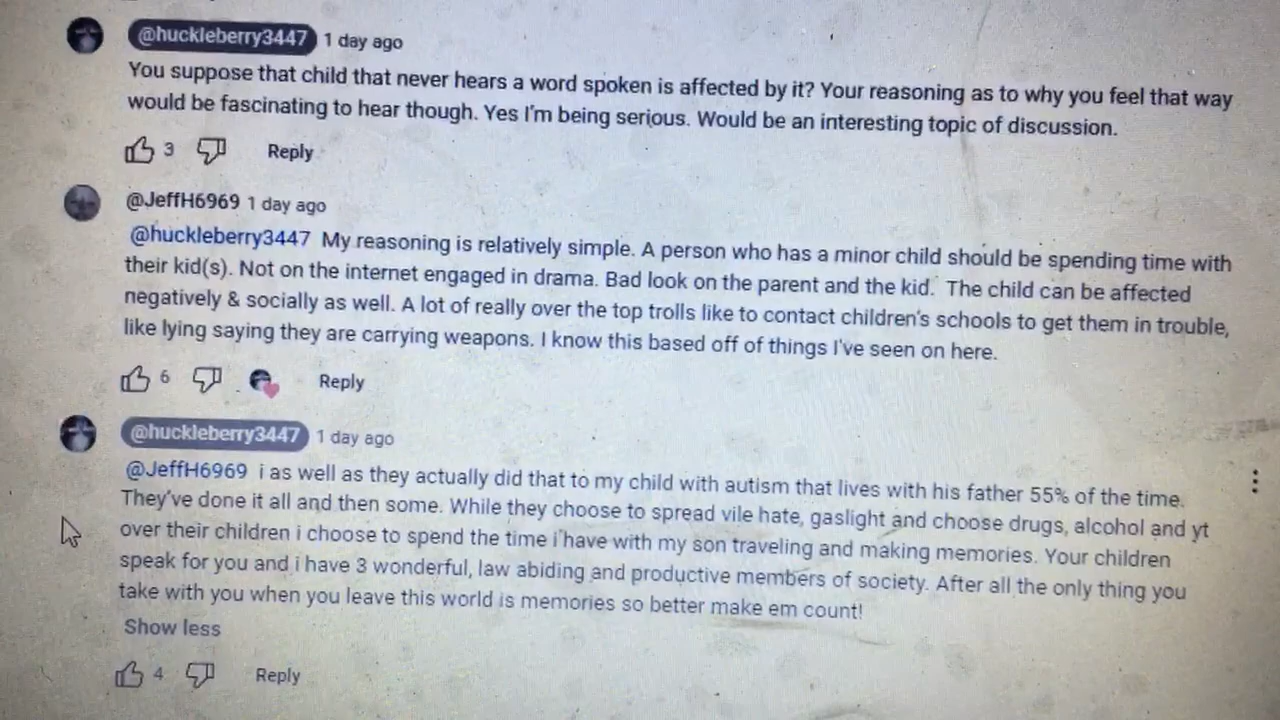 @huckleberry3447 1 day ago
You suppose that child that never hears a word spoken is affected by it? Your reasoning as to why you feel that way
would be fascinating to hear though. Yes I'm being serious. Would be an interesting topic of discussion.
3 Reply
@JeffH6969 1 day ago
@huckleberry3447 My reasoning is relatively simple. A person who has a minor child should be spending time with
their kid(s). Not on the internet engaged in drama. Bad look on the parent and the kid. The child can be affected
negatively & socially as well. A lot of really over the top trolls like to contact children's schools to get them in trouble,
like lying saying they are carrying weapons. I know this based off of things I've seen on here.
6 Reply
@huckleberry3447 1 day ago
@JeffH6969 i as well as they actually did that to my child with autism that lives with his father 55% of the time.
They've done it all and then some. While they choose to spread vile hate, gaslight and choose drugs, alcohol and yt
over their children i choose to spend the time i have with my son traveling and making memories. Your children
speak for you and i have 3 wonderful, law abiding and productive members of society. After all the only thing you
take with you when you leave this world is memories so better make em count!
Show less
4 Reply